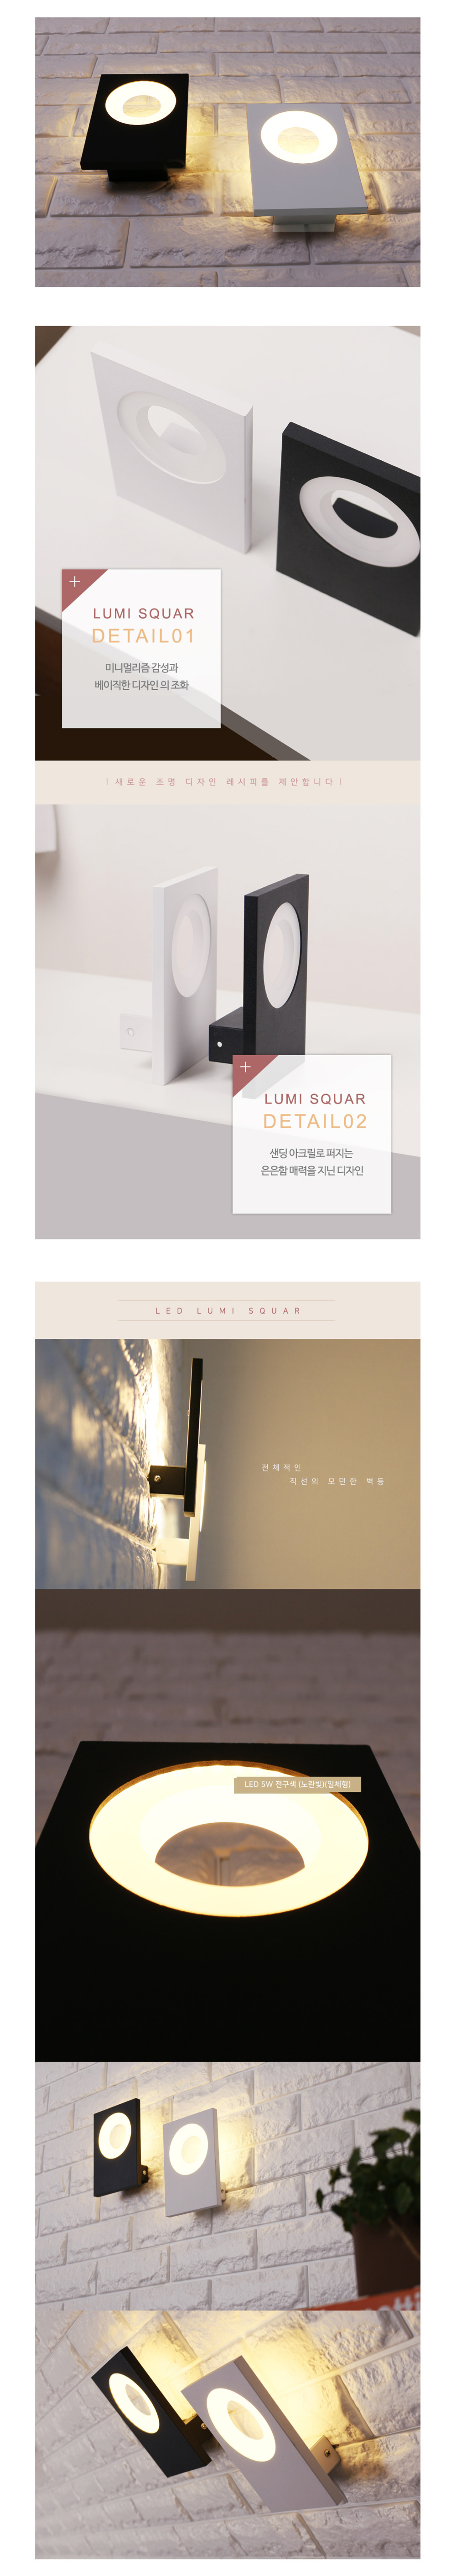 LUMI SQUAR
DETAIL01
미니멀리즘 감성과
베이직한 디자인 의 조화
| 새로운 조명 디자인 레시피를 제안합니다 |
LUMI SQUAR
DETAIL02
샌딩 아크릴로 퍼지는
은은함 매력을 지닌 디자인
LED LUMI SQUAR
전체적인
직선의 모던한 벽등
LED 5W 전구색 (노란빛)(일체형)